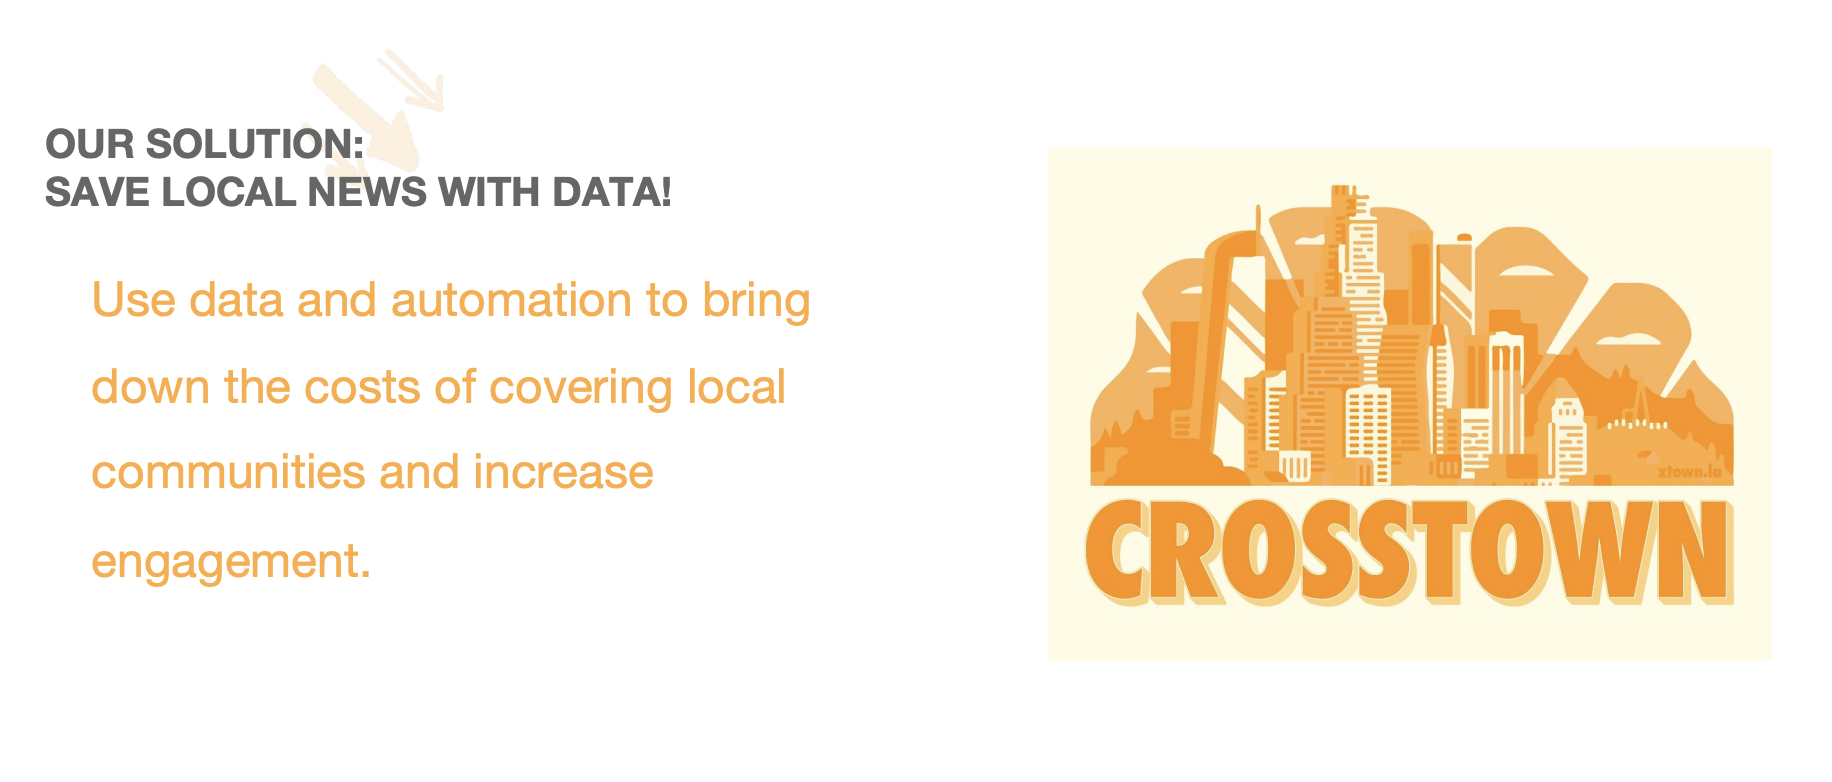 OUR SOLUTION:
SAVE LOCAL NEWS WITH DATA!
Use data and automation to bring
down the costs of covering local
communities and increase
engagement.
xtown.la
CROSSTOWN